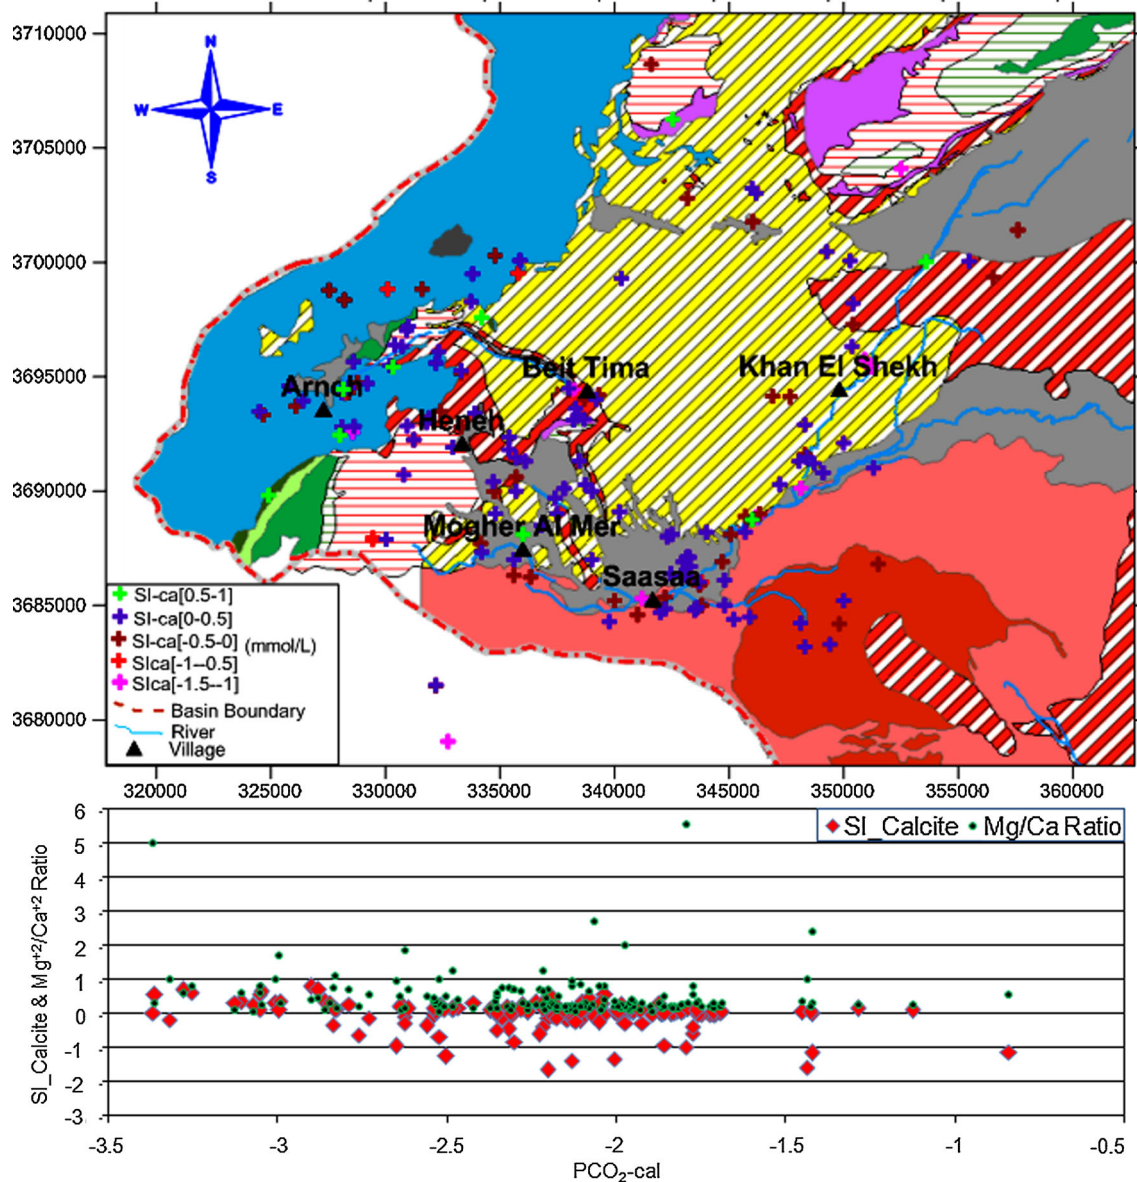 3710000
N
W E
S
3705000
3700000
3695000
3690000
3685000
3680000
Beit Tima
Khan El Shekh
Arneh
Heneh
Mogher Al Mer
Saasaa
SI-ca[0.5-1]
SI-ca[0-0.5]
SI-ca[-0.5-0] (mmol/L)
SIca[-1--0.5]
SIca[-1.5--1]
Basin Boundary
River
Village
320000 325000 330000 335000 340000 345000 350000 355000 360000
SI_Calcite Mg/Ca Ratio
SI_Calcite & Mg⁺²/Ca⁺² Ratio
6
5
4
3
2
1
0
-1
-2
-3
-3.5 -3 -2.5 -2 -1.5 -1 -0.5
PCO₂-cal